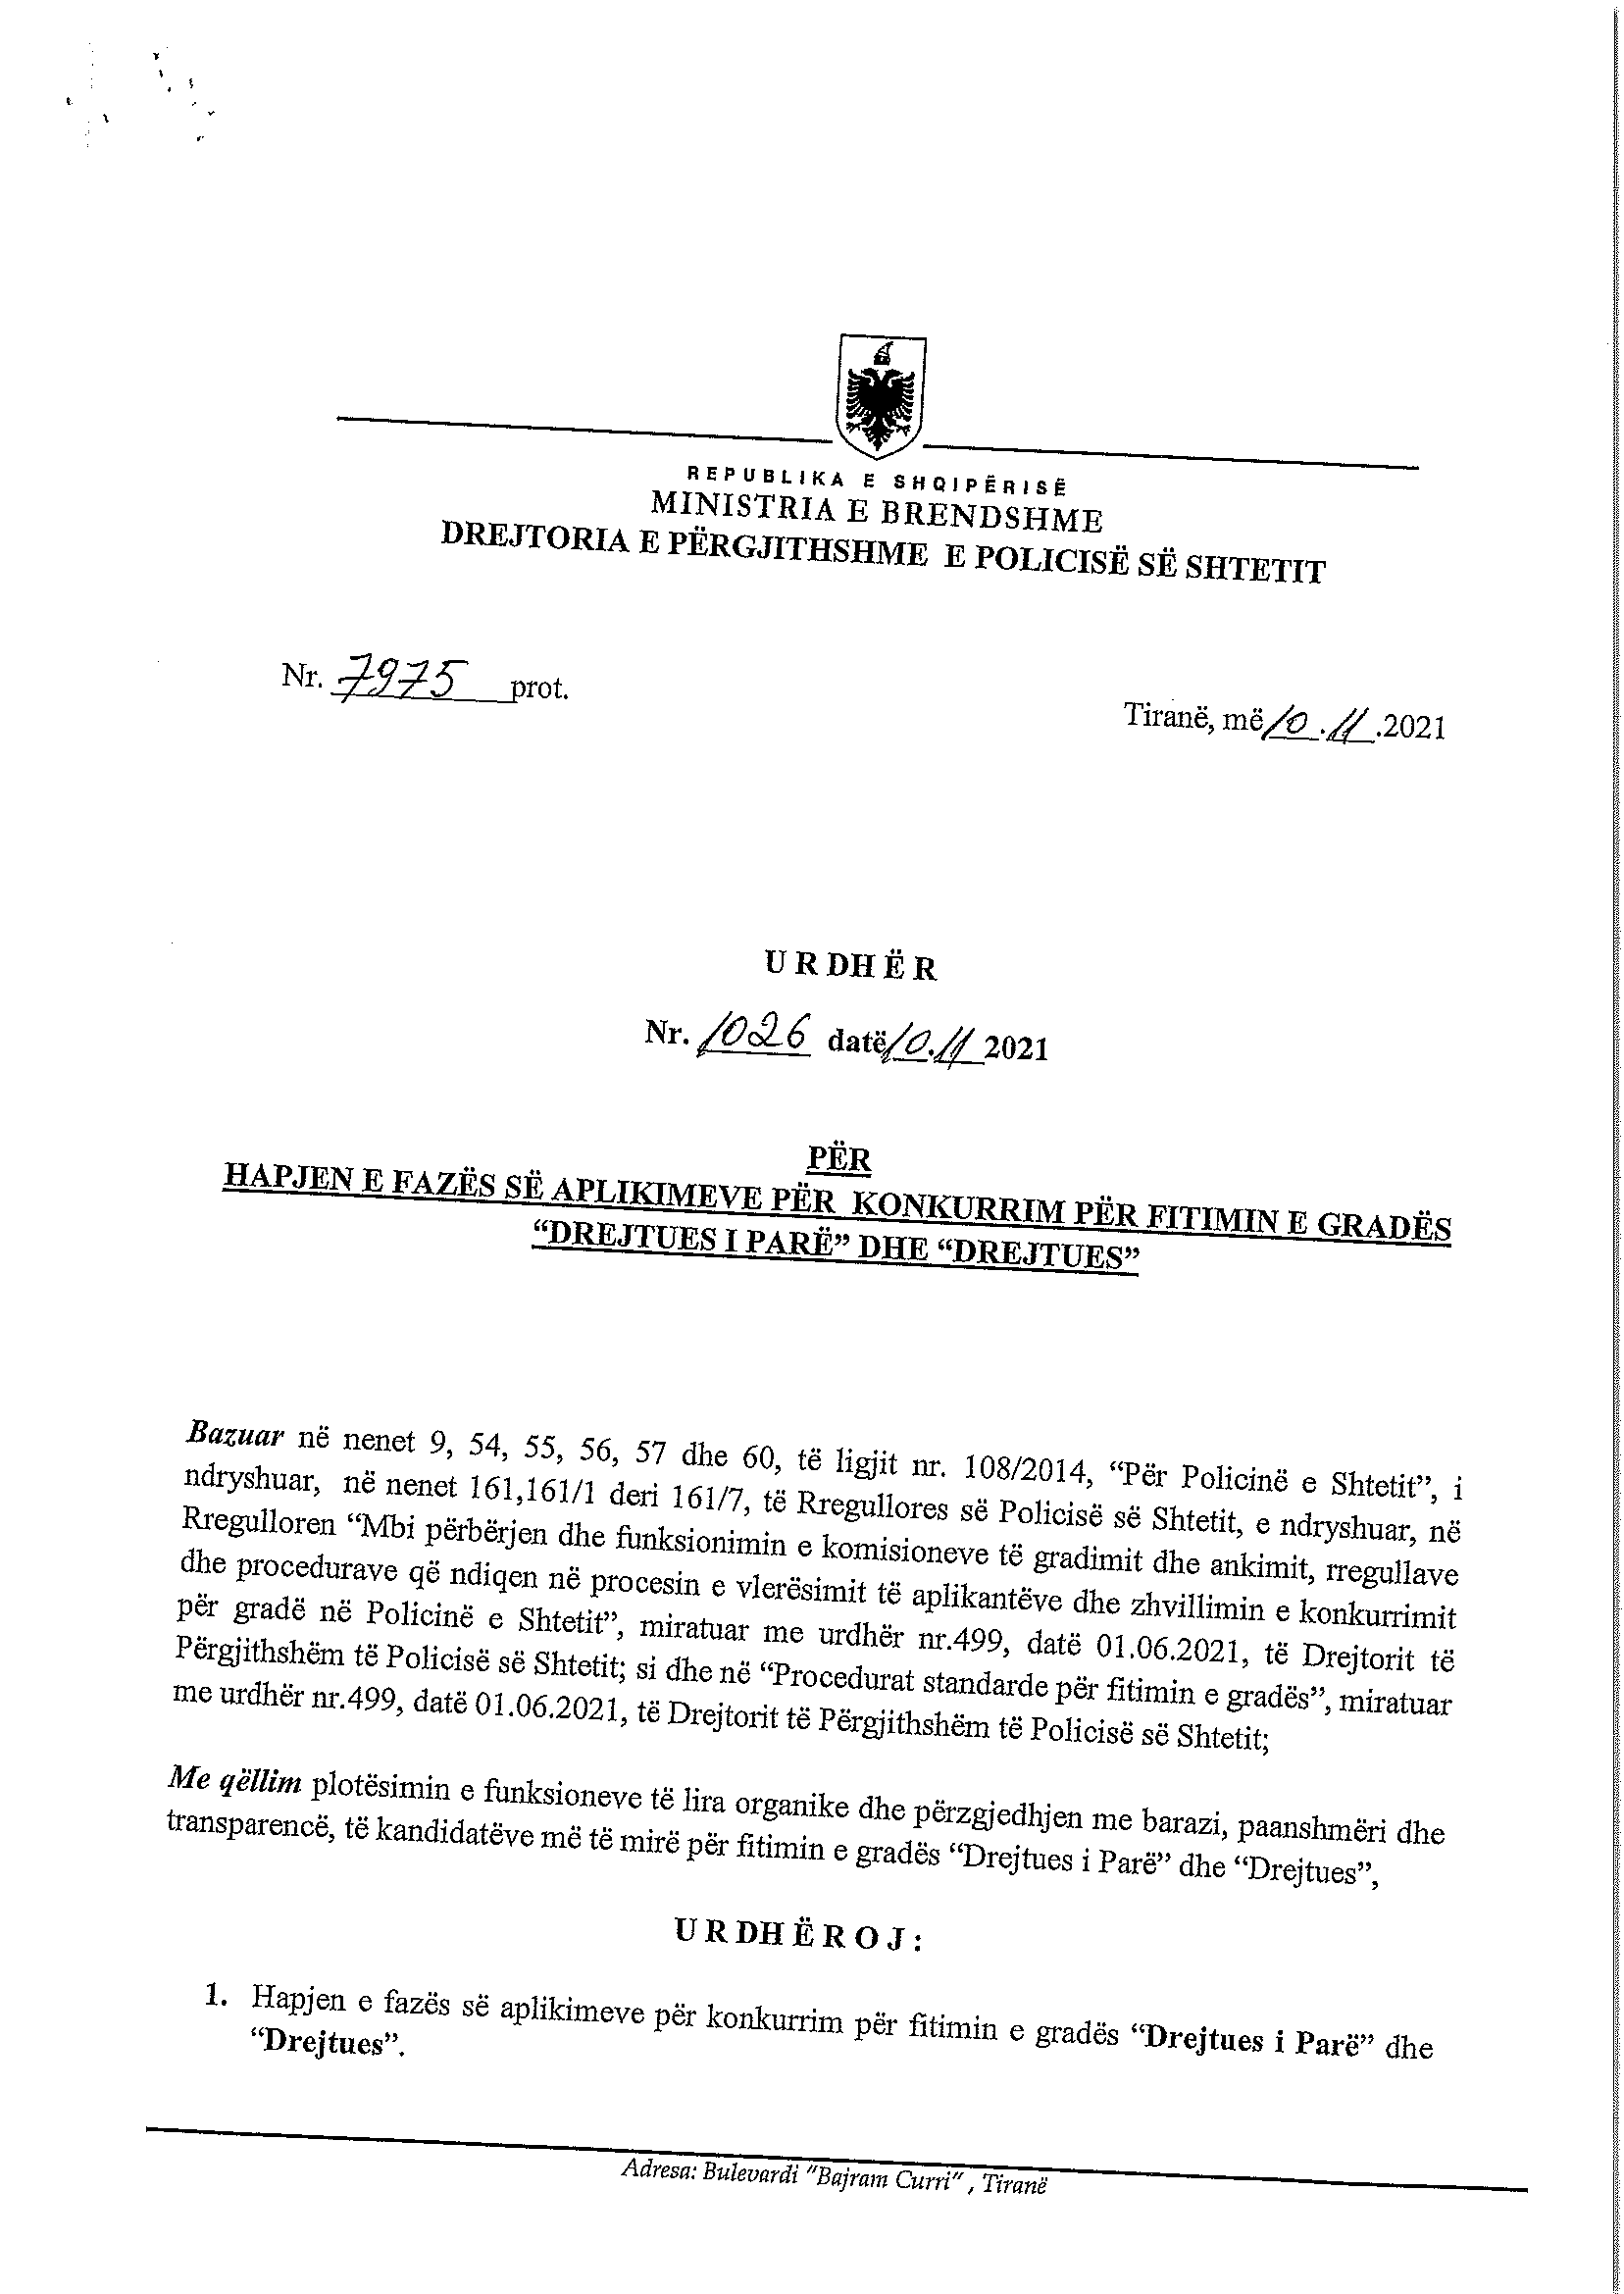 REPUBLIKA E SHQIPËRISË
MINISTRIA E BRENDSHME
DREJTORIA E PËRGJITHSHME E POLICISË SË SHTETIT
Nr. 7975 prot.
Tiranë, më 10.11.2021
U R DH Ë R
Nr. 1026 datë 10.11 2021
PËR
HAPJEN E FAZËS SË APLIKIMEVE PËR KONKURRIM PËR FITIMIN E GRADËS
“DREJTUES I PARË” DHE “DREJTUES”
Bazuar në nenet 9, 54, 55, 56, 57 dhe 60, të ligjit nr. 108/2014, “Për Policinë e Shtetit”, i
ndryshuar, në nenet 161,161/1 deri 161/7, të Rregullores së Policisë së Shtetit, e ndryshuar, në
Rregulloren “Mbi përbërjen dhe funksionimin e komisioneve të gradimit dhe ankimit, rregullave
dhe procedurave që ndiqen në procesin e vlerësimit të aplikantëve dhe zhvillimin e konkurrimit
për gradë në Policinë e Shtetit”, miratuar me urdhër nr.499, datë 01.06.2021, të Drejtorit të
Përgjithshëm të Policisë së Shtetit; si dhe në “Procedurat standarde për fitimin e gradës”, miratuar
me urdhër nr.499, datë 01.06.2021, të Drejtorit të Përgjithshëm të Policisë së Shtetit;
Me qëllim plotësimin e funksioneve të lira organike dhe përzgjedhjen me barazi, paanshmëri dhe
transparencë, të kandidatëve më të mirë për fitimin e gradës “Drejtues i Parë” dhe “Drejtues”,
U R DH Ë R O J :
1. Hapjen e fazës së aplikimeve për konkurrim për fitimin e gradës “Drejtues i Parë” dhe
“Drejtues”.
Adresa: Bulevardi "Bajram Curri" , Tiranë